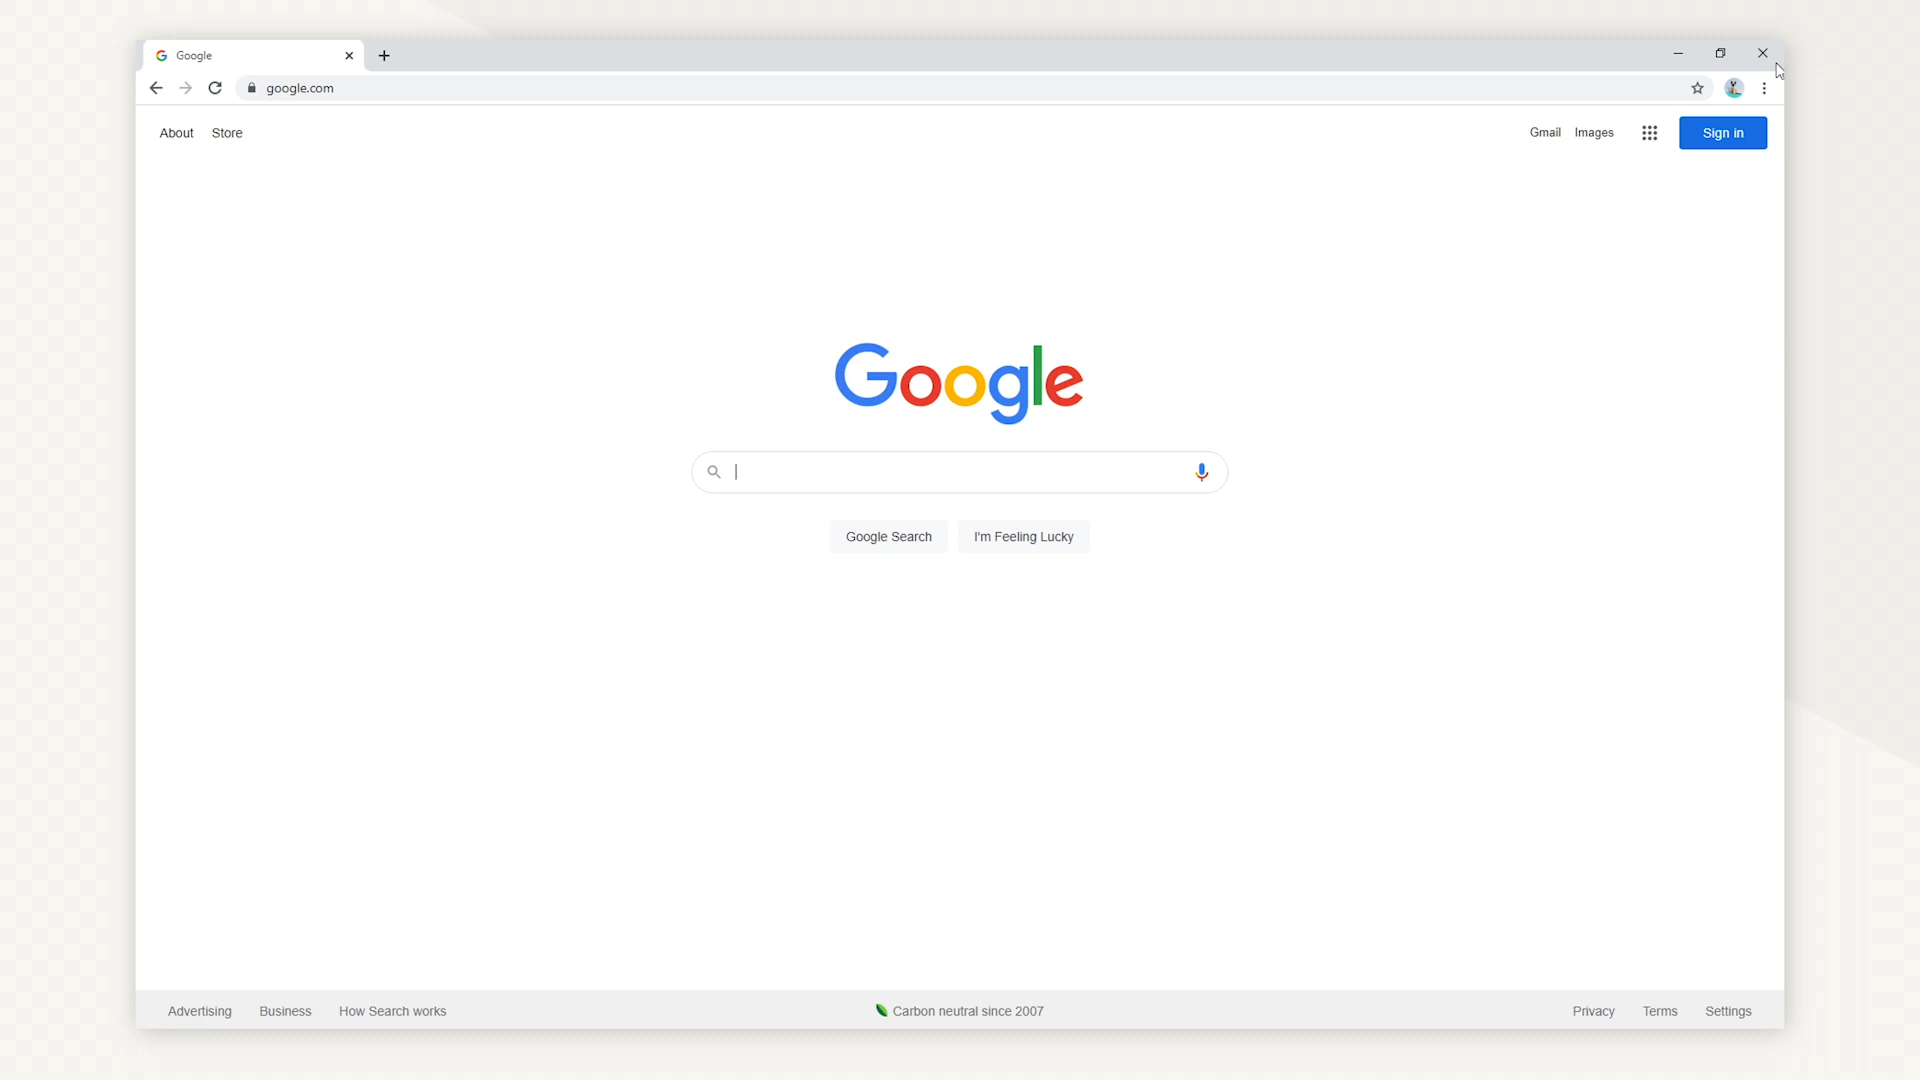 Google
google.com
About Store
Gmail Images Sign in
Google
Google Search I'm Feeling Lucky
Advertising Business How Search works
Carbon neutral since 2007
Privacy Terms Settings